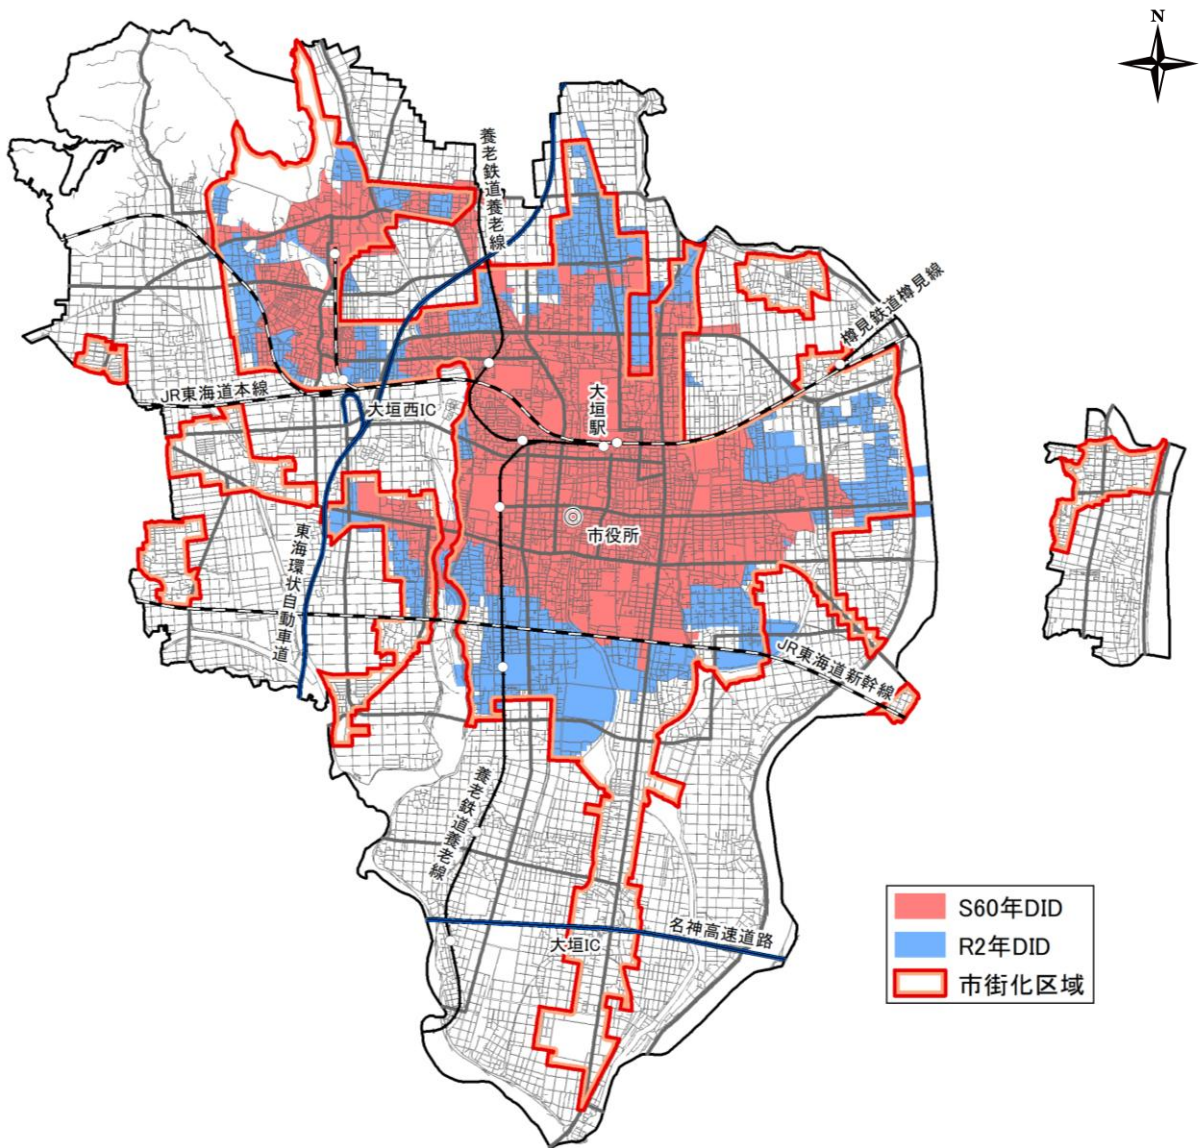 N
養老鉄道養老線
樽見鉄道樽見線
JR東海道本線
大垣西IC
大垣駅
市役所
東海環状自動車道
JR東海道新幹線
養老鉄道養老線
大垣IC
名神高速道路
S60年DID
R2年DID
市街化区域